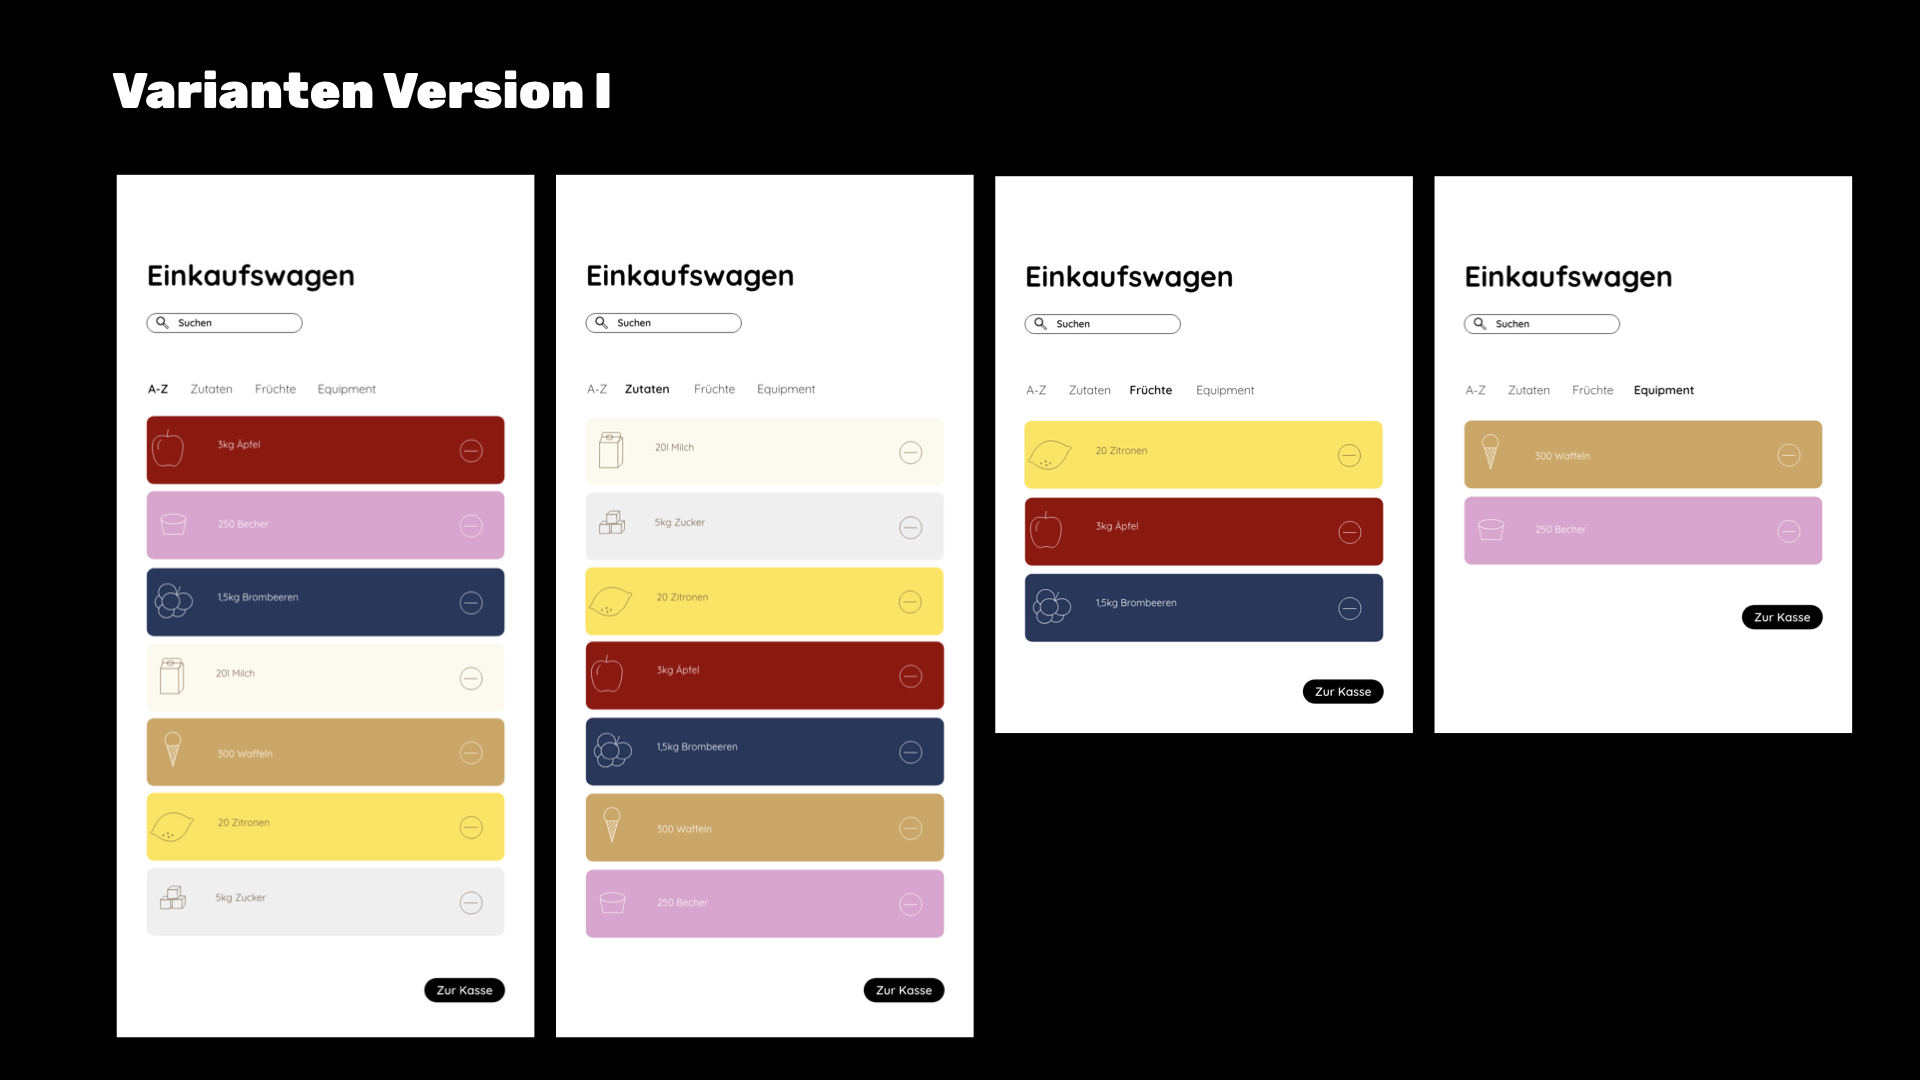 Varianten Version I
Einkaufswagen
Suchen
A-Z Zutaten Früchte Equipment
3kg Äpfel
250 Becher
1,5kg Brombeeren
20l Milch
300 Waffeln
20 Zitronen
5kg Zucker
Zur Kasse
Einkaufswagen
Suchen
A-Z Zutaten Früchte Equipment
20l Milch
5kg Zucker
20 Zitronen
3kg Äpfel
1,5kg Brombeeren
300 Waffeln
250 Becher
Zur Kasse
Einkaufswagen
Suchen
A-Z Zutaten Früchte Equipment
20 Zitronen
3kg Äpfel
1,5kg Brombeeren
Zur Kasse
Einkaufswagen
Suchen
A-Z Zutaten Früchte Equipment
300 Waffeln
250 Becher
Zur Kasse